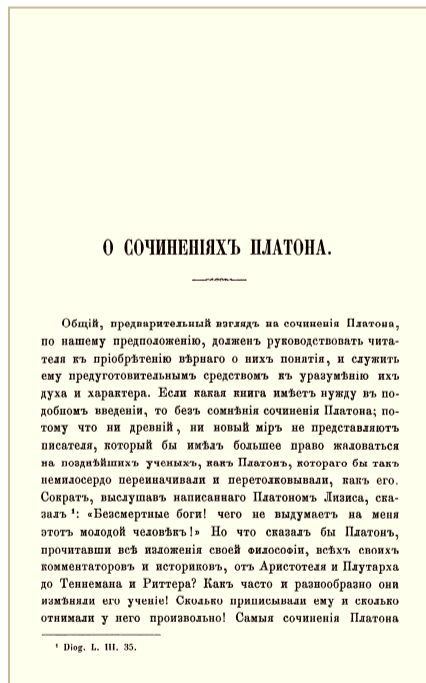 О СОЧИНЕНІЯХЪ ПЛАТОНА.
Общій, предварительный взглядъ на сочиненія Платона,
по нашему предположенію, долженъ руководствовать чита-
теля къ пріобрѣтенію вѣрнаго о нихъ понятія, и служить
ему предуготовительнымъ средствомъ къ уразумѣнію ихъ
духа и характера. Если какая книга имѣетъ нужду въ по-
добномъ введеніи, то безъ сомнѣнія сочиненія Платона; по-
тому что ни древній, ни новый міръ не представляютъ
писателя, который бы имѣлъ большее право жаловаться
на позднѣйшихъ ученыхъ, какъ Платонъ, котораго бы такъ
немилосердо переиначивали и перетолковывали, какъ его.
Сократъ, выслушавъ написаннаго Платономъ Лизиса, ска-
залъ ¹: «Безсмертные боги! чего не выдумаетъ на меня
этотъ молодой человѣкъ!» Но что сказалъ бы Платонъ,
прочитавши всѣ изложенія своей философіи, всѣхъ своихъ
комментаторовъ и историковъ, отъ Аристотеля и Плутарха
до Теннемана и Риттера? Какъ часто и разнообразно они
измѣняли его ученіе! Сколько приписывали ему и сколько
отнимали у него произвольно! Самыя сочиненія Платона
¹ Diog. L. III. 35.